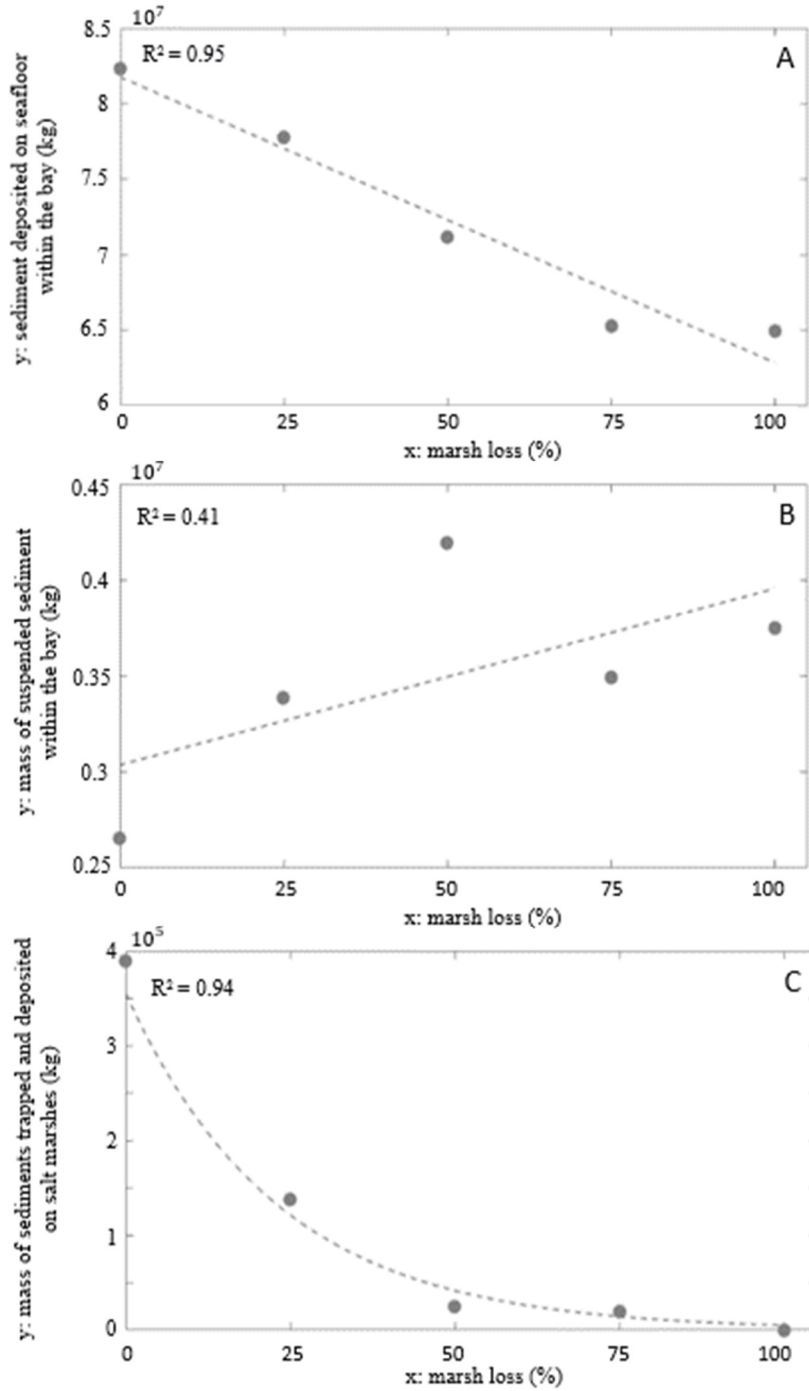 10⁷
8.5
R² = 0.95
A
8
7.5
7
6.5
6
y: sediment deposited on seafloor
within the bay (kg)
0 25 50 75 100
x: marsh loss (%)
10⁷
0.45
R² = 0.41
B
0.4
0.35
0.3
0.25
y: mass of suspended sediment
within the bay (kg)
0 25 50 75 100
x: marsh loss (%)
10⁵
4
R² = 0.94
C
3
2
1
0
y: mass of sediments trapped and deposited
on salt marshes (kg)
0 25 50 75 100
x: marsh loss (%)